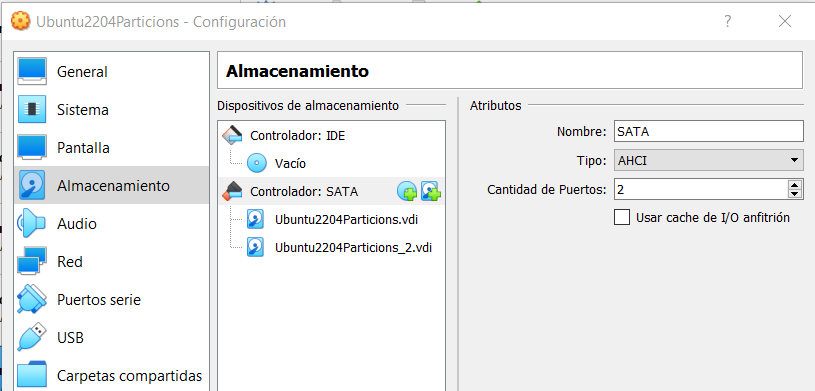 Ubuntu2204Particions - Configuración
?
General
Sistema
Pantalla
Almacenamiento
Audio
Red
Puertos serie
USB
Carpetas compartidas
Almacenamiento
Dispositivos de almacenamiento
Controlador: IDE
Vacío
Controlador: SATA
Ubuntu2204Particions.vdi
Ubuntu2204Particions_2.vdi
Atributos
Nombre: SATA
Tipo: AHCI
Cantidad de Puertos: 2
Usar cache de I/O anfitrión